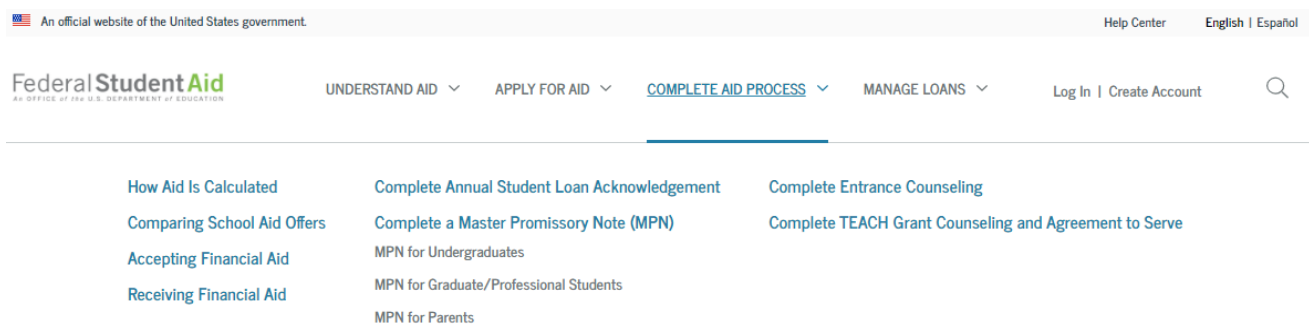 An official website of the United States government.
Help Center English | Español
Federal Student Aid
An OFFICE of the U.S. DEPARTMENT of EDUCATION
UNDERSTAND AID APPLY FOR AID COMPLETE AID PROCESS MANAGE LOANS Log In | Create Account
How Aid Is Calculated
Comparing School Aid Offers
Accepting Financial Aid
Receiving Financial Aid
Complete Annual Student Loan Acknowledgement
Complete a Master Promissory Note (MPN)
MPN for Undergraduates
MPN for Graduate/Professional Students
MPN for Parents
Complete Entrance Counseling
Complete TEACH Grant Counseling and Agreement to Serve